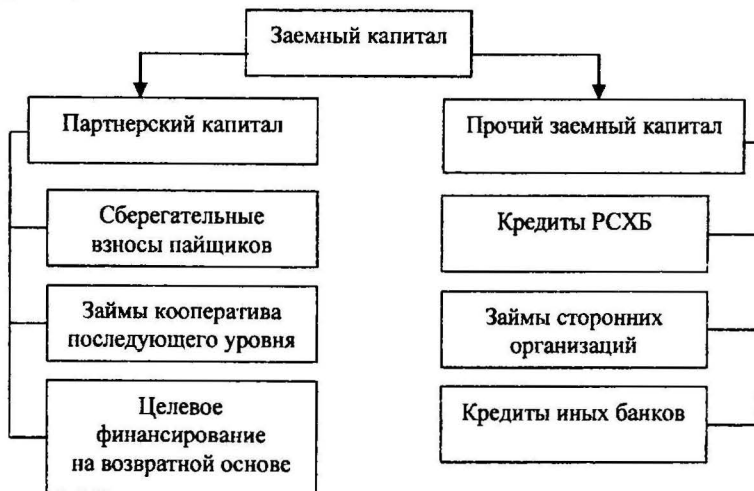 Заемный капитал
Партнерский капитал
Сберегательные
взносы пайщиков
Займы кооператива
последующего уровня
Целевое
финансирование
на возвратной основе
Прочий заемный капитал
Кредиты РСХБ
Займы сторонних
организаций
Кредиты иных банков